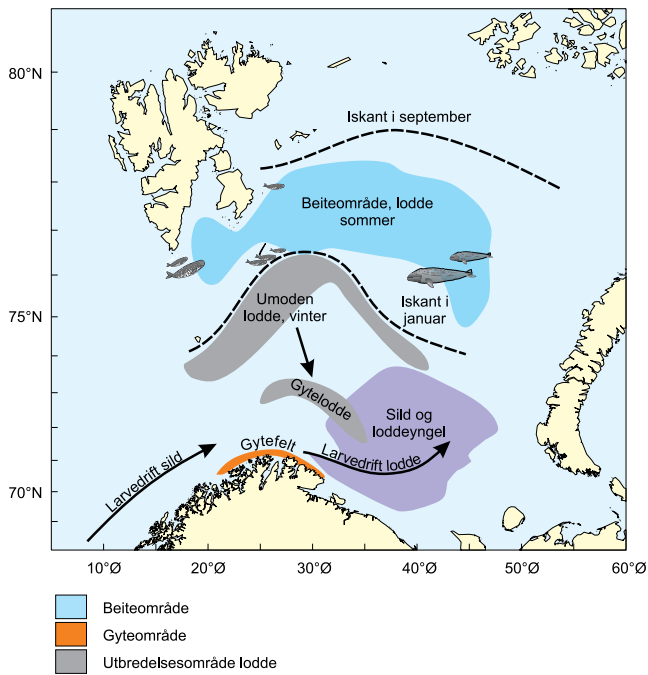 80°N
Iskant i september
Beiteområde, lodde
sommer
75°N
Umoden
lodde, vinter
Iskant i
januar
Gytelodde
Sild og
loddeyngel
Gytefelt
Larvedrift sild
Larvedrift lodde
70°N
10°Ø
20°Ø
30°Ø
40°Ø
50°Ø
60°Ø
Beiteområde
Gyteområde
Utbredelsesområde lodde